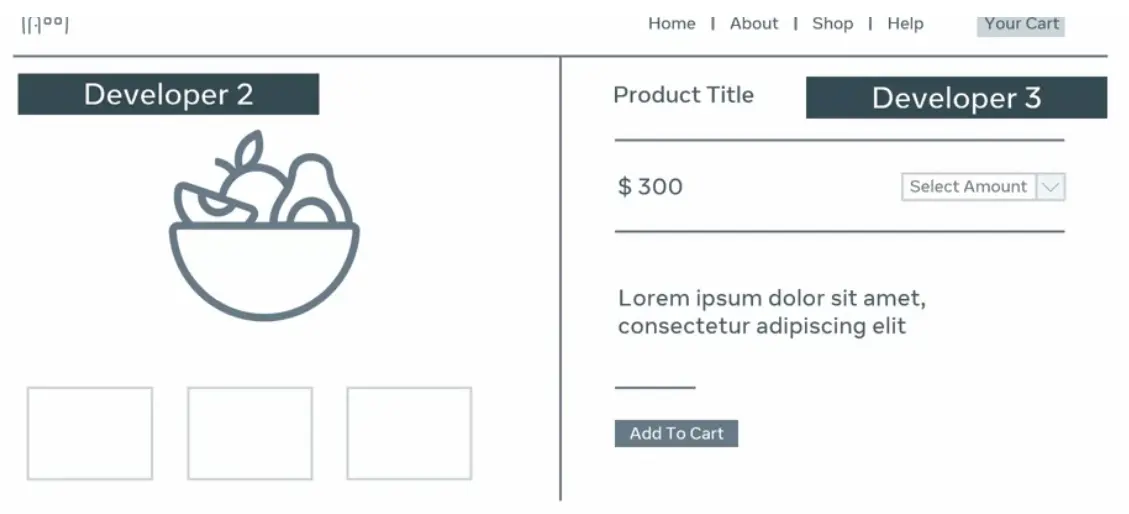 Home | About | Shop | Help
Your Cart
Developer 2
Product Title
Developer 3
$ 300
Select Amount
Lorem ipsum dolor sit amet,
consectetur adipiscing elit
Add To Cart